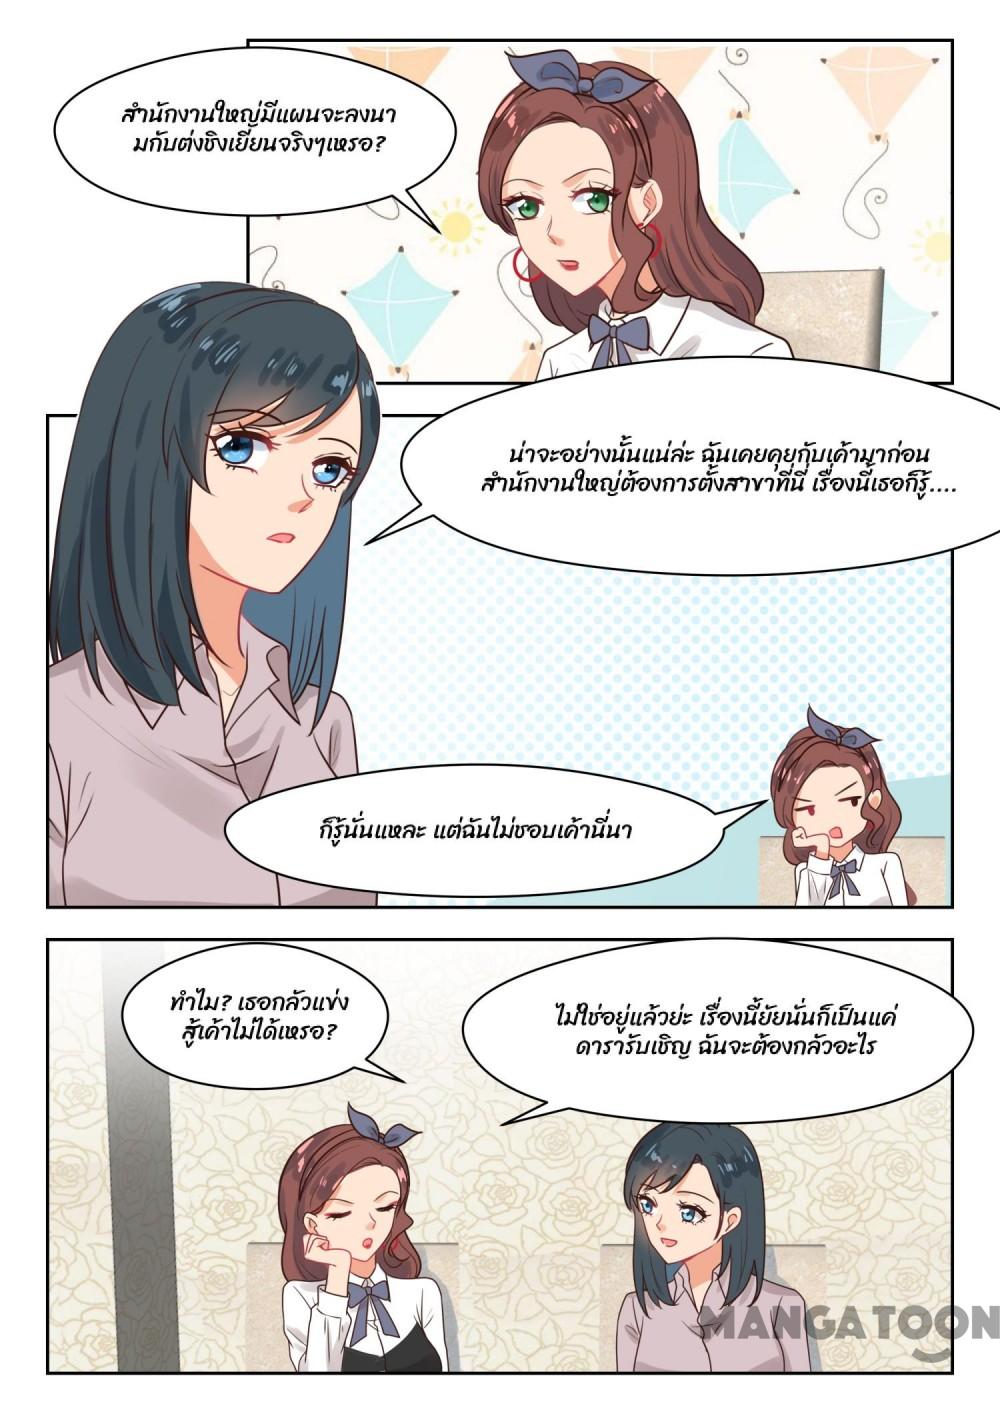 สำนักงานใหญ่มีแผนจะลงนา
มกับต่งชิงเยียนจริงๆเหรอ?
น่าจะอย่างนั้นแน่ล่ะ ฉันเคยคุยกับเค้ามาก่อน
สำนักงานใหญ่ต้องการตั้งสาขาที่นี่ เรื่องนี้เธอก็รู้....
ก็รู้นั่นแหละ แต่ฉันไม่ชอบเค้านี่นา
ทำไม? เธอกลัวแข่ง
สู้เค้าไม่ได้เหรอ?
ไม่ใช่อยู่แล้วย่ะ เรื่องนี้ยัยนั่นก็เป็นแค่
ดารารับเชิญ ฉันจะต้องกลัวอะไร
MANGATOON